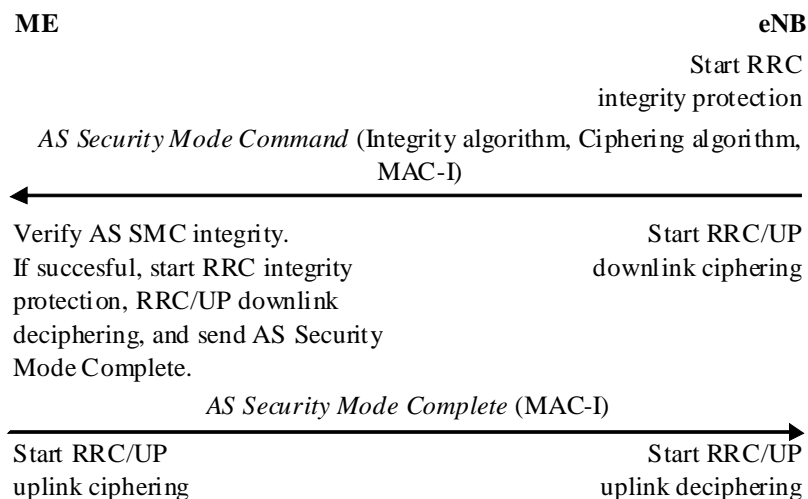 ME
eNB
Start RRC
integrity protection
AS Security Mode Command (Integrity algorithm, Ciphering algorithm,
MAC-I)
Verify AS SMC integrity.
If succesful, start RRC integrity
protection, RRC/UP downlink
deciphering, and send AS Security
Mode Complete.
Start RRC/UP
downlink ciphering
AS Security Mode Complete (MAC-I)
Start RRC/UP
uplink ciphering
Start RRC/UP
uplink deciphering